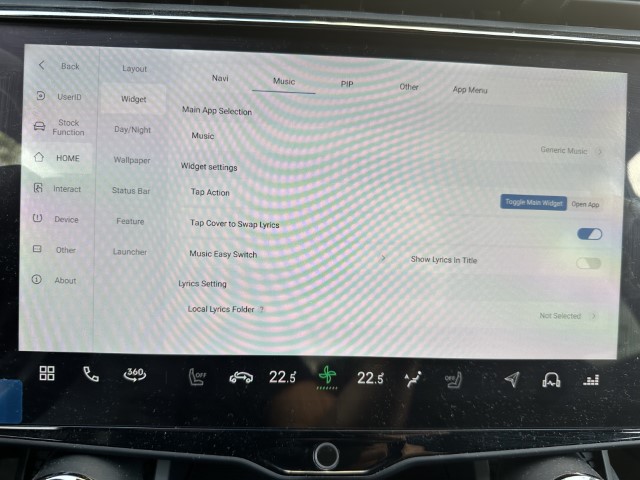 Back
UserID
Stock
Function
HOME
Interact
Device
Other
About
Layout
Widget
Day/Night
Wallpaper
Status Bar
Feature
Launcher
Navi Music PIP Other App Menu
Main App Selection
Music Generic Music
Widget settings
Tap Action Toggle Main Widget Open App
Tap Cover to Swap Lyrics
Music Easy Switch Show Lyrics In Title
Lyrics Setting
Local Lyrics Folder ? Not Selected
360 OFF 22.5 22.5 OFF